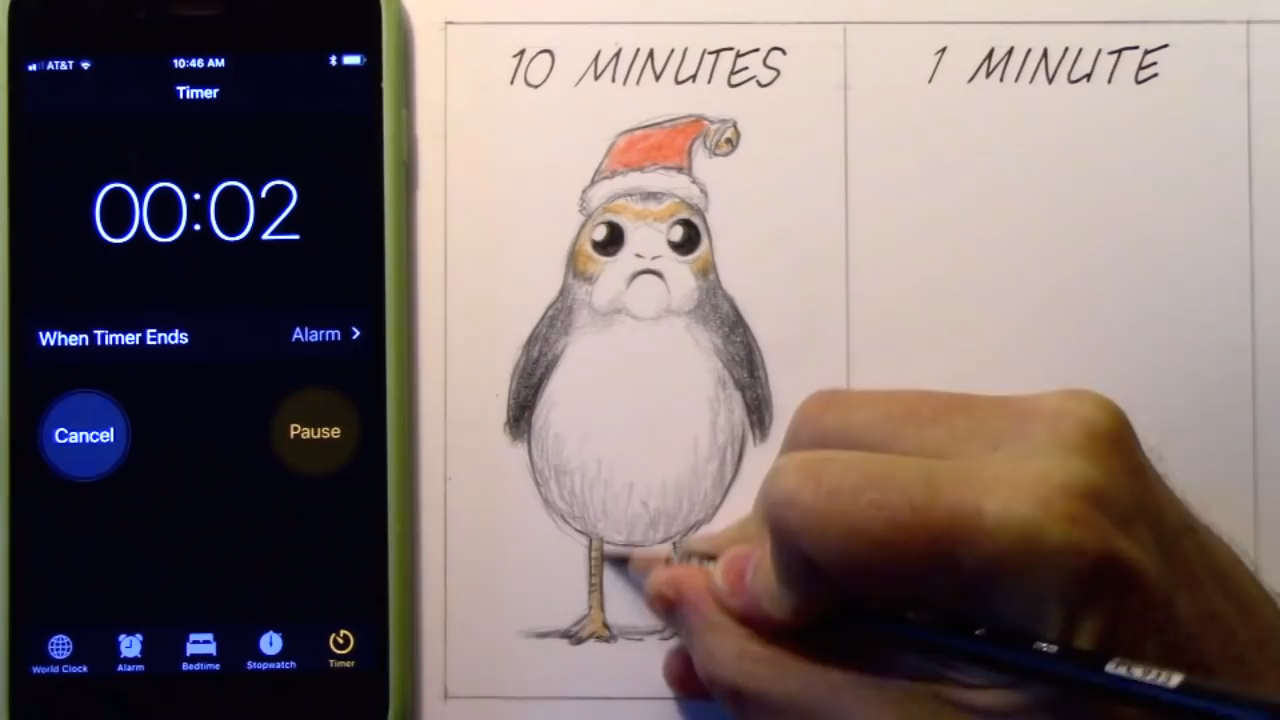 AT&T
10:46 AM
Timer
00:02
When Timer Ends
Alarm
Cancel
Pause
World Clock
Alarm
Bedtime
Stopwatch
Timer
10 MINUTES
1 MINUTE